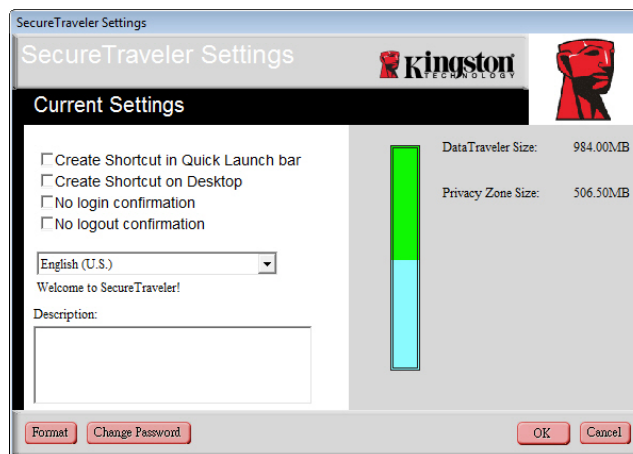 SecureTraveler Settings
SecureTraveler Settings
Kingston
TECHNOLOGY
Current Settings
Create Shortcut in Quick Launch bar
Create Shortcut on Desktop
No login confirmation
No logout confirmation
English (U.S.)
Welcome to SecureTraveler!
Description:
DataTraveler Size: 984.00MB
Privacy Zone Size: 506.50MB
Format Change Password OK Cancel